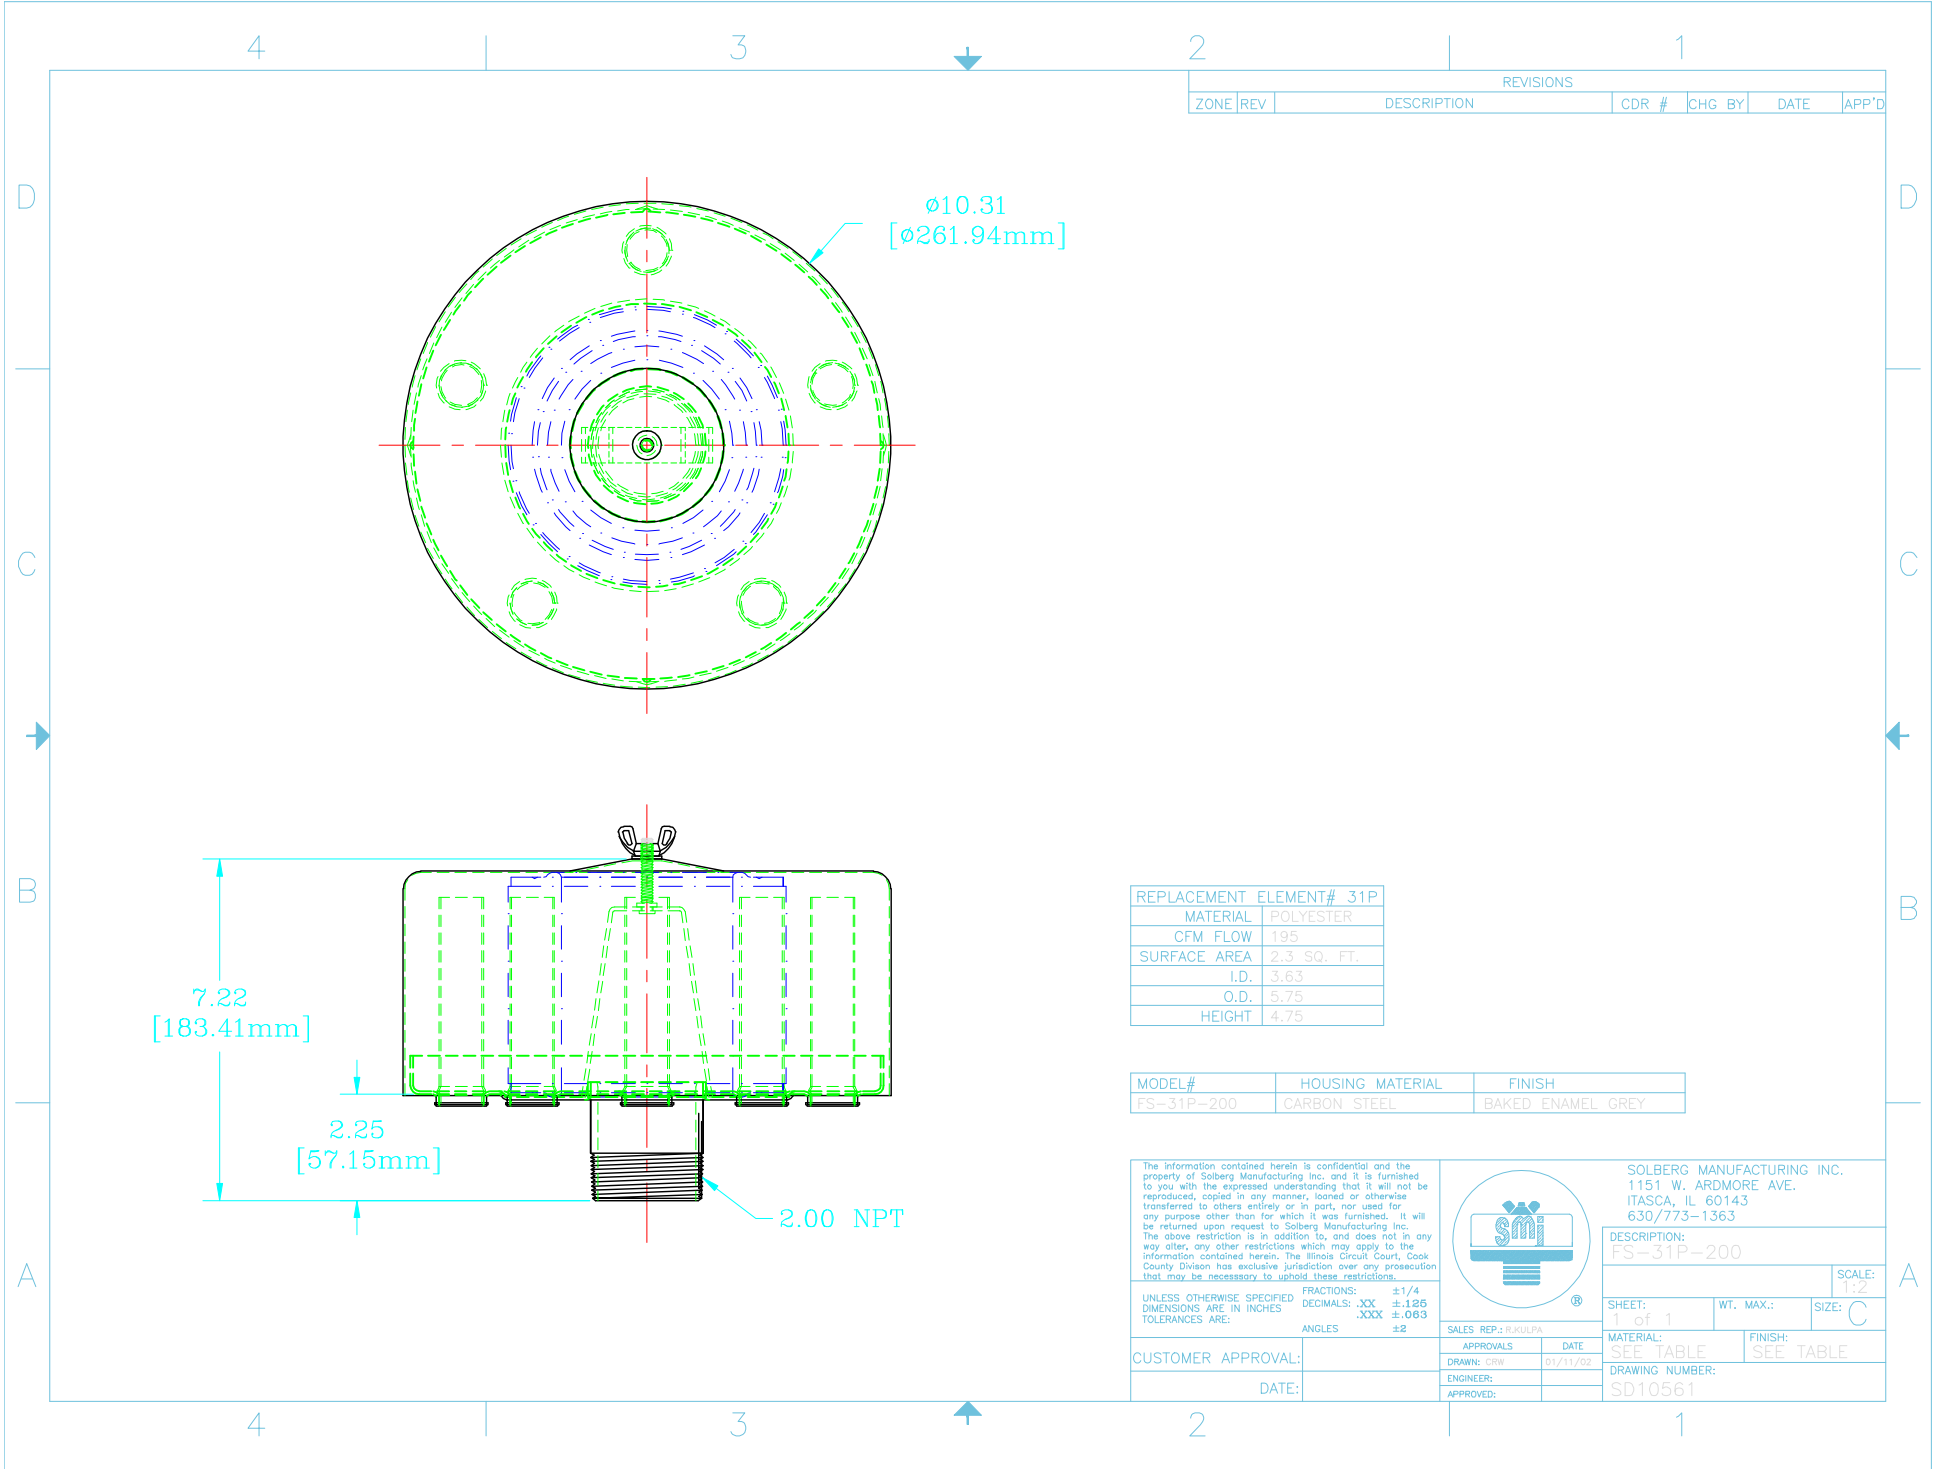 4 3 2 1
REVISIONS
ZONE REV DESCRIPTION CDR # CHG BY DATE APP'D
D D
ø10.31
[ø261.94mm]
C C
B B
7.22
[183.41mm]
2.25
[57.15mm]
2.00 NPT
REPLACEMENT ELEMENT# 31P
MATERIAL POLYESTER
CFM FLOW 195
SURFACE AREA 2.3 SQ. FT.
I.D. 3.63
O.D. 5.75
HEIGHT 4.75
MODEL# HOUSING MATERIAL FINISH
FS-31P-200 CARBON STEEL BAKED ENAMEL GREY
The information contained herein is confidential and the
property of Solberg Manufacturing Inc. and it is furnished
to you with the expressed understanding that it will not be
reproduced, copied in any manner, loaned or otherwise
transferred to others entirely or in part, nor used for
any purpose other than for which it was furnished. It will
be returned upon request to Solberg Manufacturing Inc.
The above restriction is in addition to, and does not in any
way alter, any other restrictions which may apply to the
information contained herein. The Illinois Circuit Court, Cook
County Divison has exclusive jurisdiction over any prosecution
that may be necesssary to uphold these restrictions.
UNLESS OTHERWISE SPECIFIED
DIMENSIONS ARE IN INCHES
TOLERANCES ARE:
FRACTIONS: ±1/4
DECIMALS: .XX ±.125
.XXX ±.063
ANGLES ±2
CUSTOMER APPROVAL:
DATE:
smi
®
SALES REP.: R.KULPA
APPROVALS DATE
DRAWN: CRW 01/11/02
ENGINEER:
APPROVED:
SOLBERG MANUFACTURING INC.
1151 W. ARDMORE AVE.
ITASCA, IL 60143
630/773-1363
DESCRIPTION:
FS-31P-200
SCALE:
1:2
SHEET:
1 of 1
WT. MAX.:
SIZE: C
MATERIAL:
SEE TABLE
FINISH:
SEE TABLE
DRAWING NUMBER:
SD10561
A A
4 3 2 1